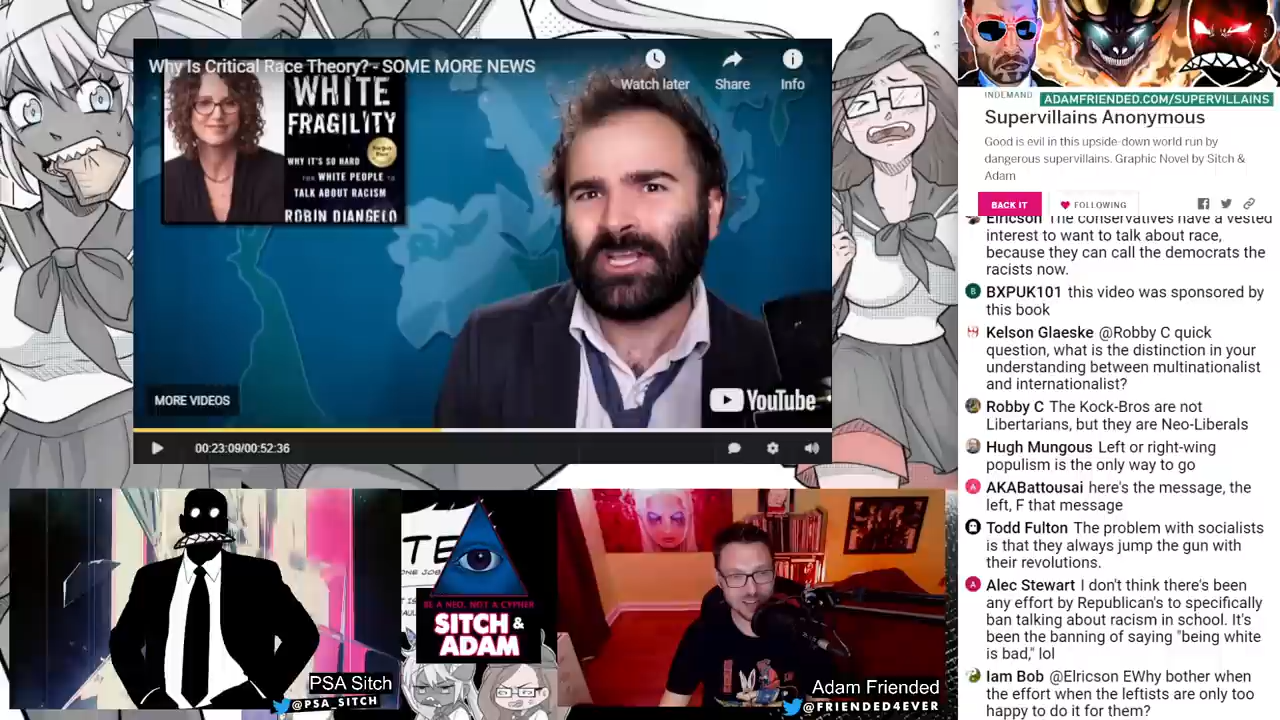 Why Is Critical Race Theory? - SOME MORE NEWS
Watch later
Share
Info
WHITE
FRAGILITY
WHY IT'S SO HARD
FOR WHITE PEOPLE TO
TALK ABOUT RACISM
ROBIN DIANGELO
MORE VIDEOS
YouTube
00:23:09/00:52:36
PSA Sitch
@PSA_SITCH
BE A NEO, NOT A CYPHER
SITCH &
ADAM
Adam Friended
@FRIENDED4EVER
INDEMAND
ADAMFRIENDED.COM/SUPERVILLAINS
Supervillains Anonymous
Good is evil in this upside-down world run by
dangerous supervillains. Graphic Novel by Sitch &
Adam
BACK IT
FOLLOWING
Elricson The conservatives have a vested
interest to want to talk about race,
because they can call the democrats the
racists now.
BXPUK101 this video was sponsored by
this book
Kelson Glaeske @Robby C quick
question, what is the distinction in your
understanding between multinationalist
and internationalist?
Robby C The Kock-Bros are not
Libertarians, but they are Neo-Liberals
Hugh Mungous Left or right-wing
populism is the only way to go
AKABattousai here's the message, the
left, F that message
Todd Fulton The problem with socialists
is that they always jump the gun with
their revolutions.
Alec Stewart I don't think there's been
any effort by Republican's to specifically
ban talking about racism in school. It's
been the banning of saying "being white
is bad," lol
Iam Bob @Elricson EWhy bother when
the effort when the leftists are only too
happy to do it for them?